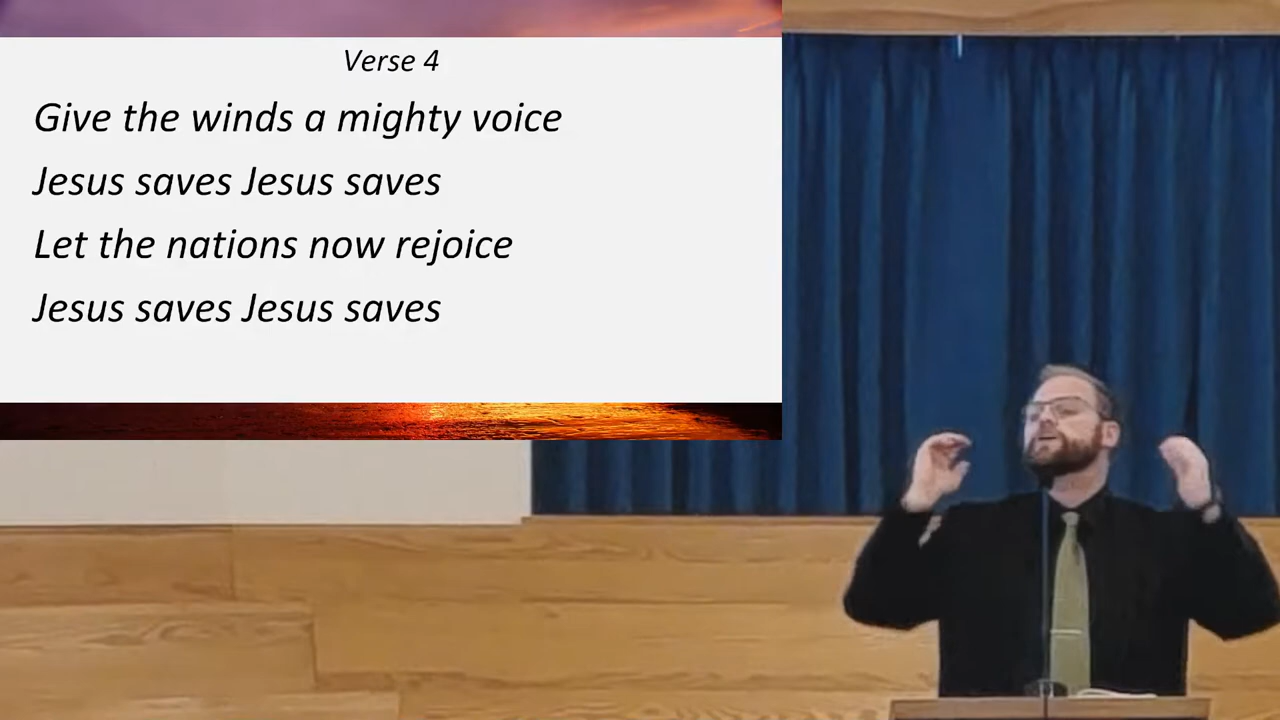 Verse 4
Give the winds a mighty voice
Jesus saves Jesus saves
Let the nations now rejoice
Jesus saves Jesus saves